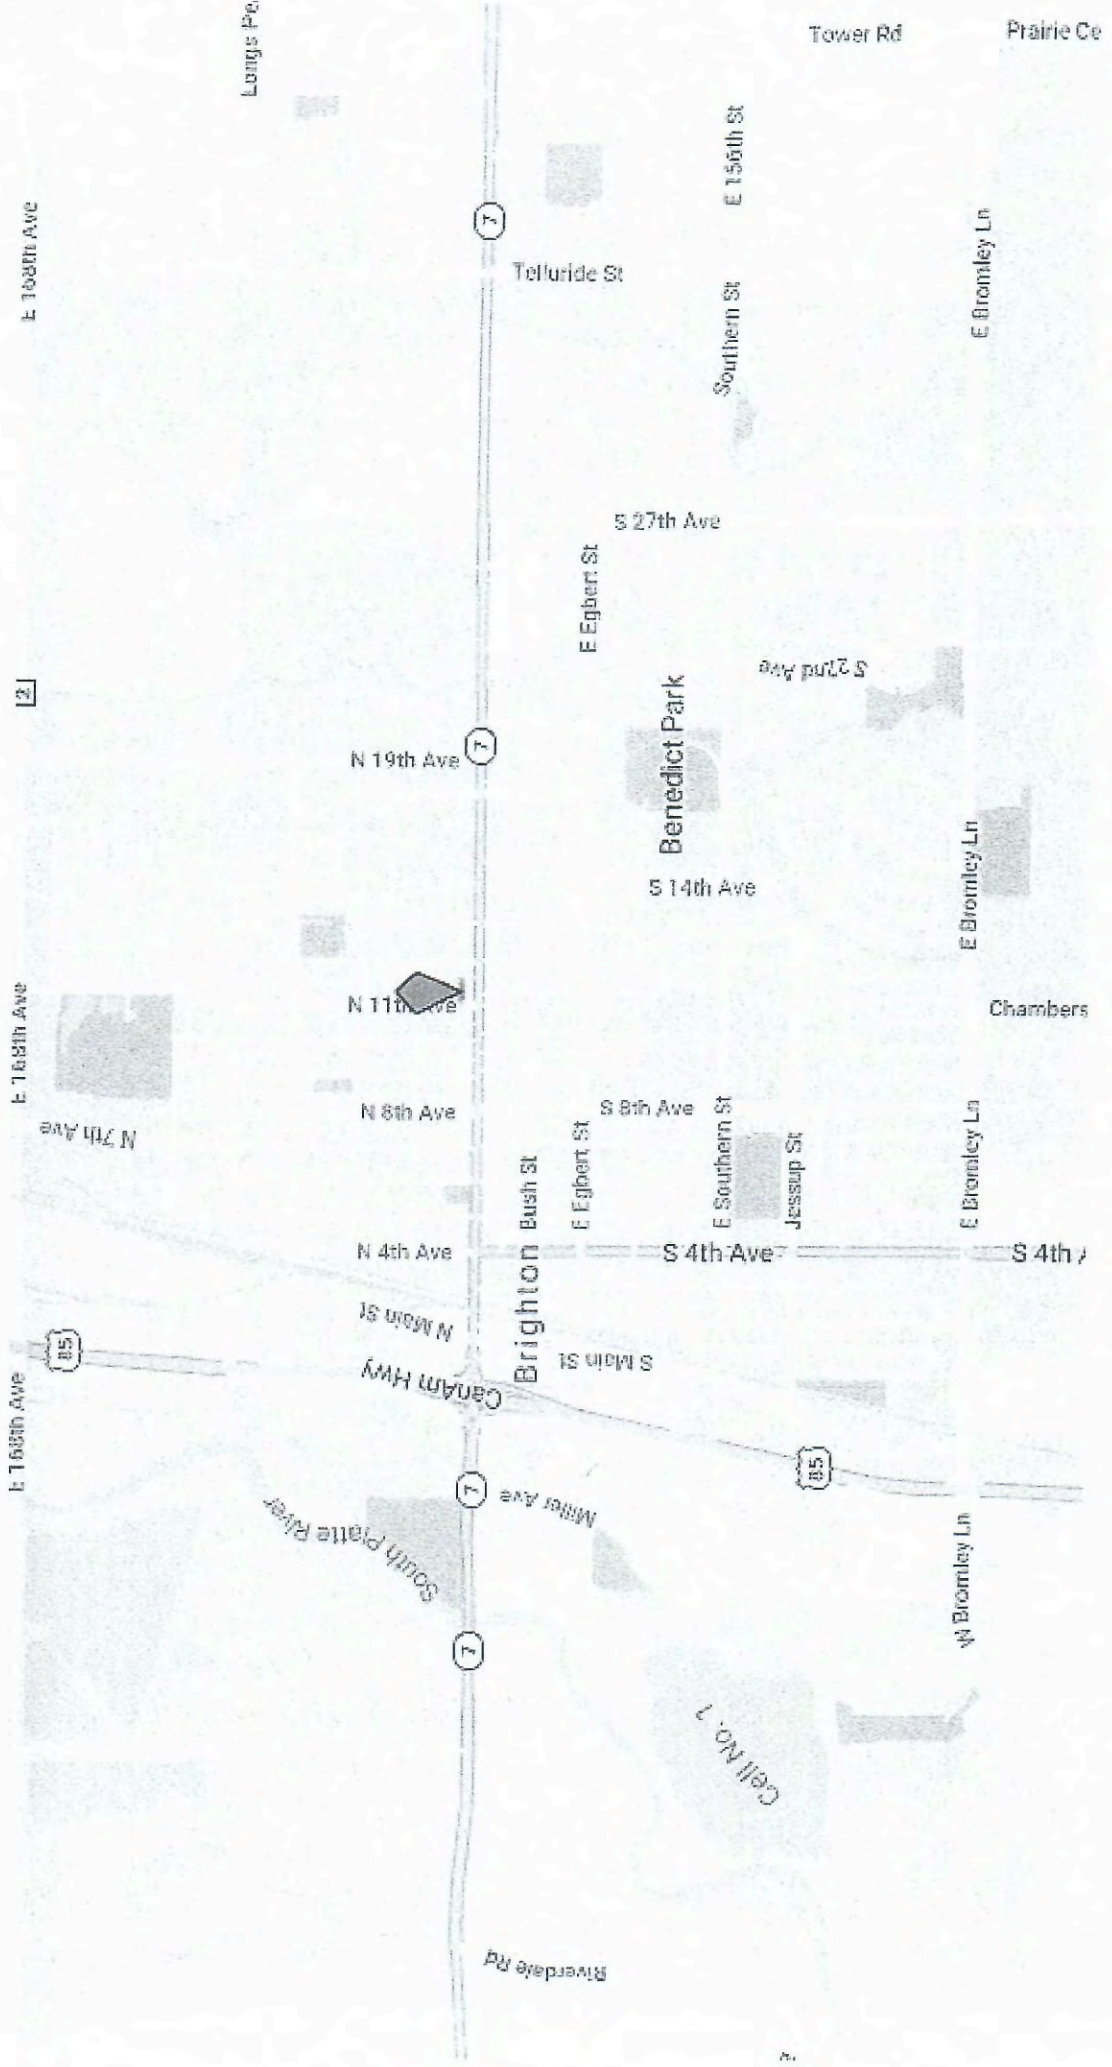 Tower Rd
E 168th Ave
7
E 156th St
Telluride St
E Bromley Ln
Southern St
S 27th Ave
E Egbert St
2
S 22nd Ave
N 19th Ave
7
Benedict Park
S 14th Ave
E Bromley Ln
N 11th Ave
Chambers
E 168th Ave
N 8th Ave
S 8th Ave
N 7th Ave
Bush St
E Egbert St
E Southern St
Jessup St
E Bromley Ln
N 4th Ave
S 4th Ave
S 4th
Brighton
N Main St
S Main St
85
CanAm Hwy
E 168th Ave
85
7
Miller Ave
South Platte River
W Bromley Ln
7
Cell No. 1
Riverdale Rd